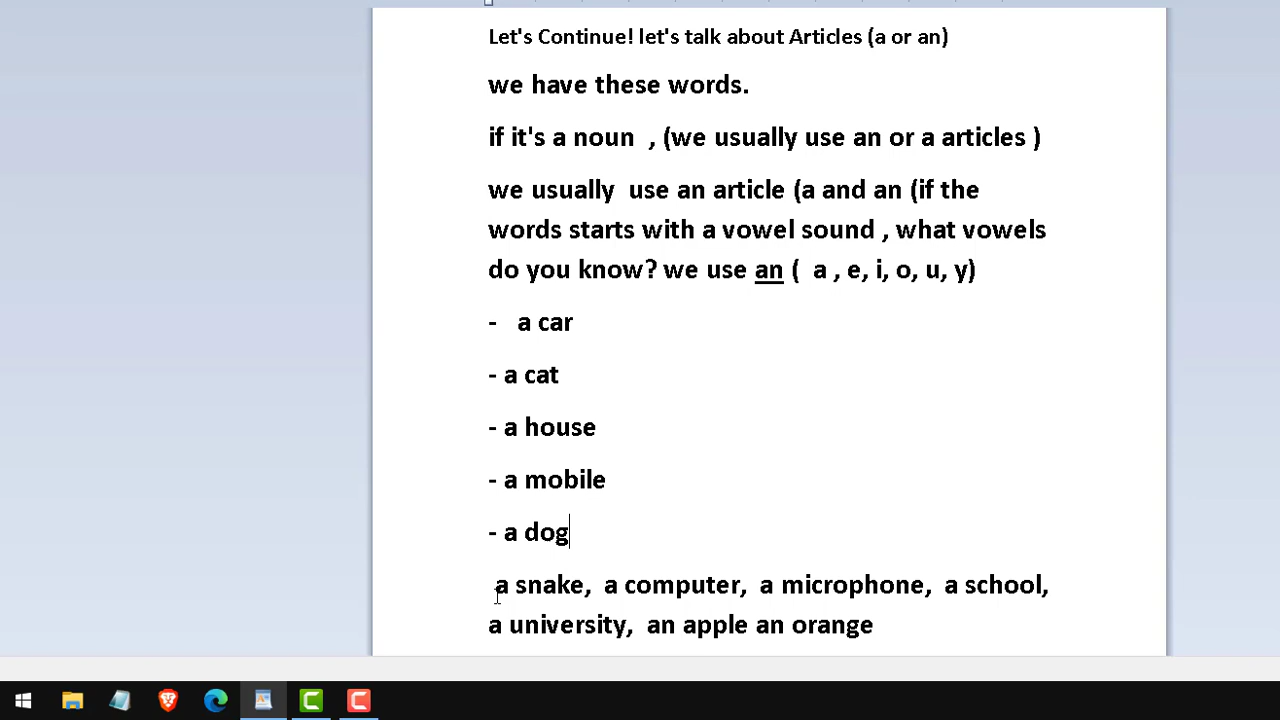 Let's Continue! let's talk about Articles (a or an)
we have these words.
if it's a noun  , (we usually use an or a articles )
we usually  use an article (a and an (if the
words starts with a vowel sound , what vowels
do you know? we use an (  a , e, i, o, u, y)
-   a car
- a cat
- a house
- a mobile
- a dog
a snake,  a computer,  a microphone,  a school,
a university,  an apple an orange